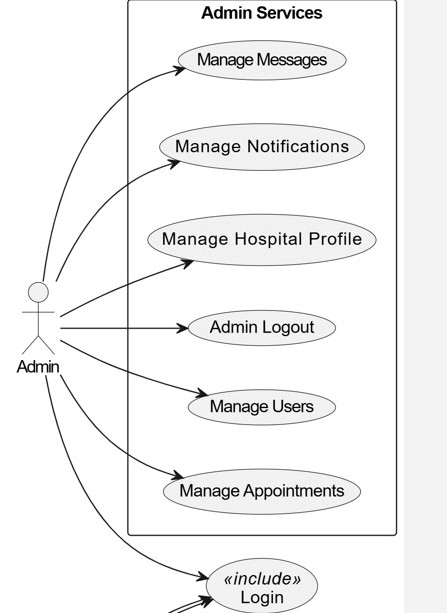 Admin Services
Manage Messages
Manage Notifications
Manage Hospital Profile
Admin Logout
Admin
Manage Users
Manage Appointments
«include»
Login